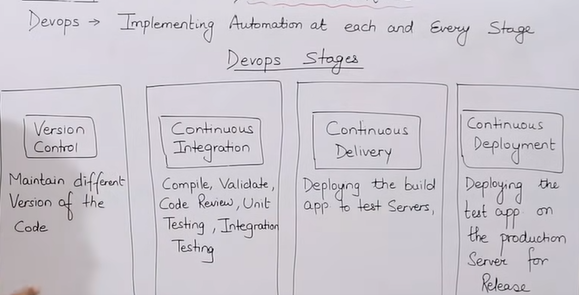 Devops → Implementing Automation at each and Every Stage
Devops Stages
Version
Control
Maintain different
Version of the
Code
Continuous
Integration
Compile, Validate,
Code Review, Unit
Testing, Integration
Testing
Continuous
Delivery
Deploying the build
app to test Servers,
Continuous
Deployment
Deploying the
test app on
the production
Server for
Release